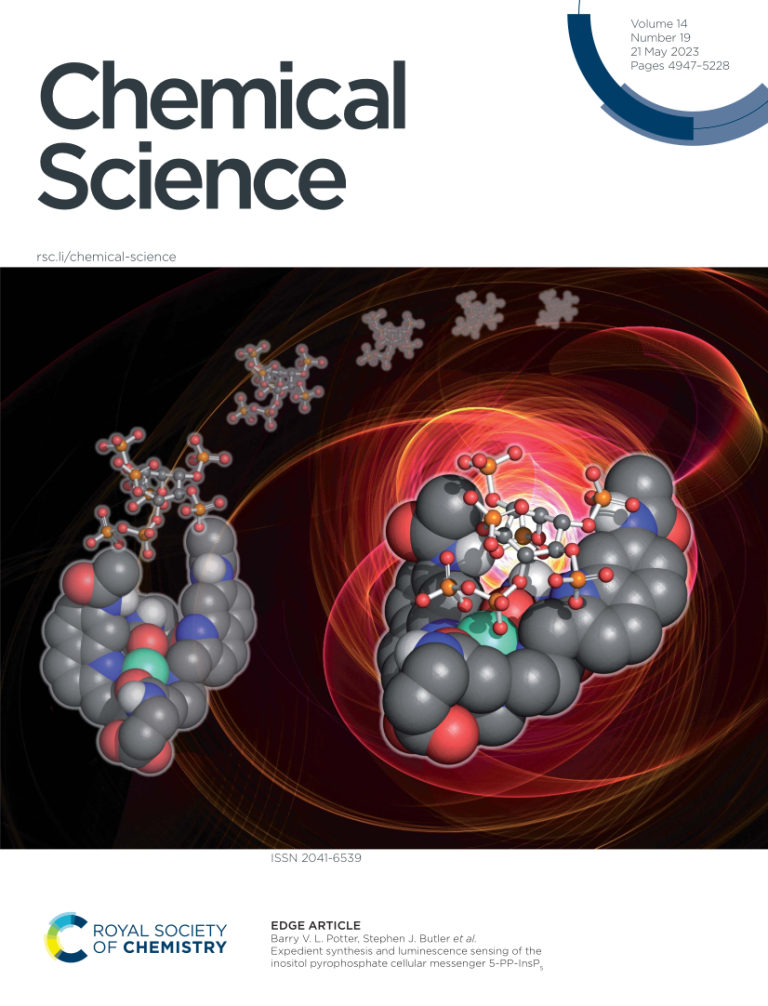 Volume 14
Number 19
21 May 2023
Pages 4947–5228
Chemical
Science
rsc.li/chemical-science
ISSN 2041-6539
ROYAL SOCIETY
OF CHEMISTRY
EDGE ARTICLE
Barry V. L. Potter, Stephen J. Butler et al.
Expedient synthesis and luminescence sensing of the
inositol pyrophosphate cellular messenger 5-PP-InsP₅